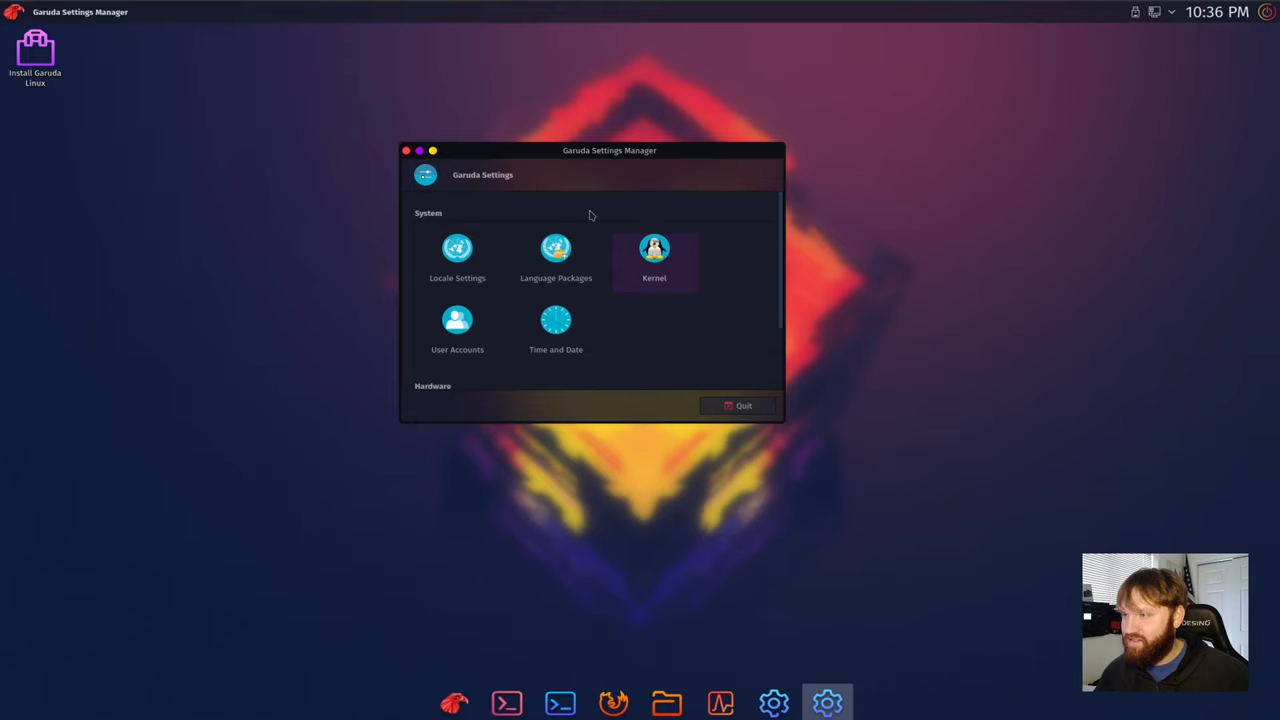 Garuda Settings Manager
10:36 PM
Install Garuda
Linux
Garuda Settings Manager
Garuda Settings
System
Locale Settings
Language Packages
Kernel
User Accounts
Time and Date
Hardware
Quit
DESINO